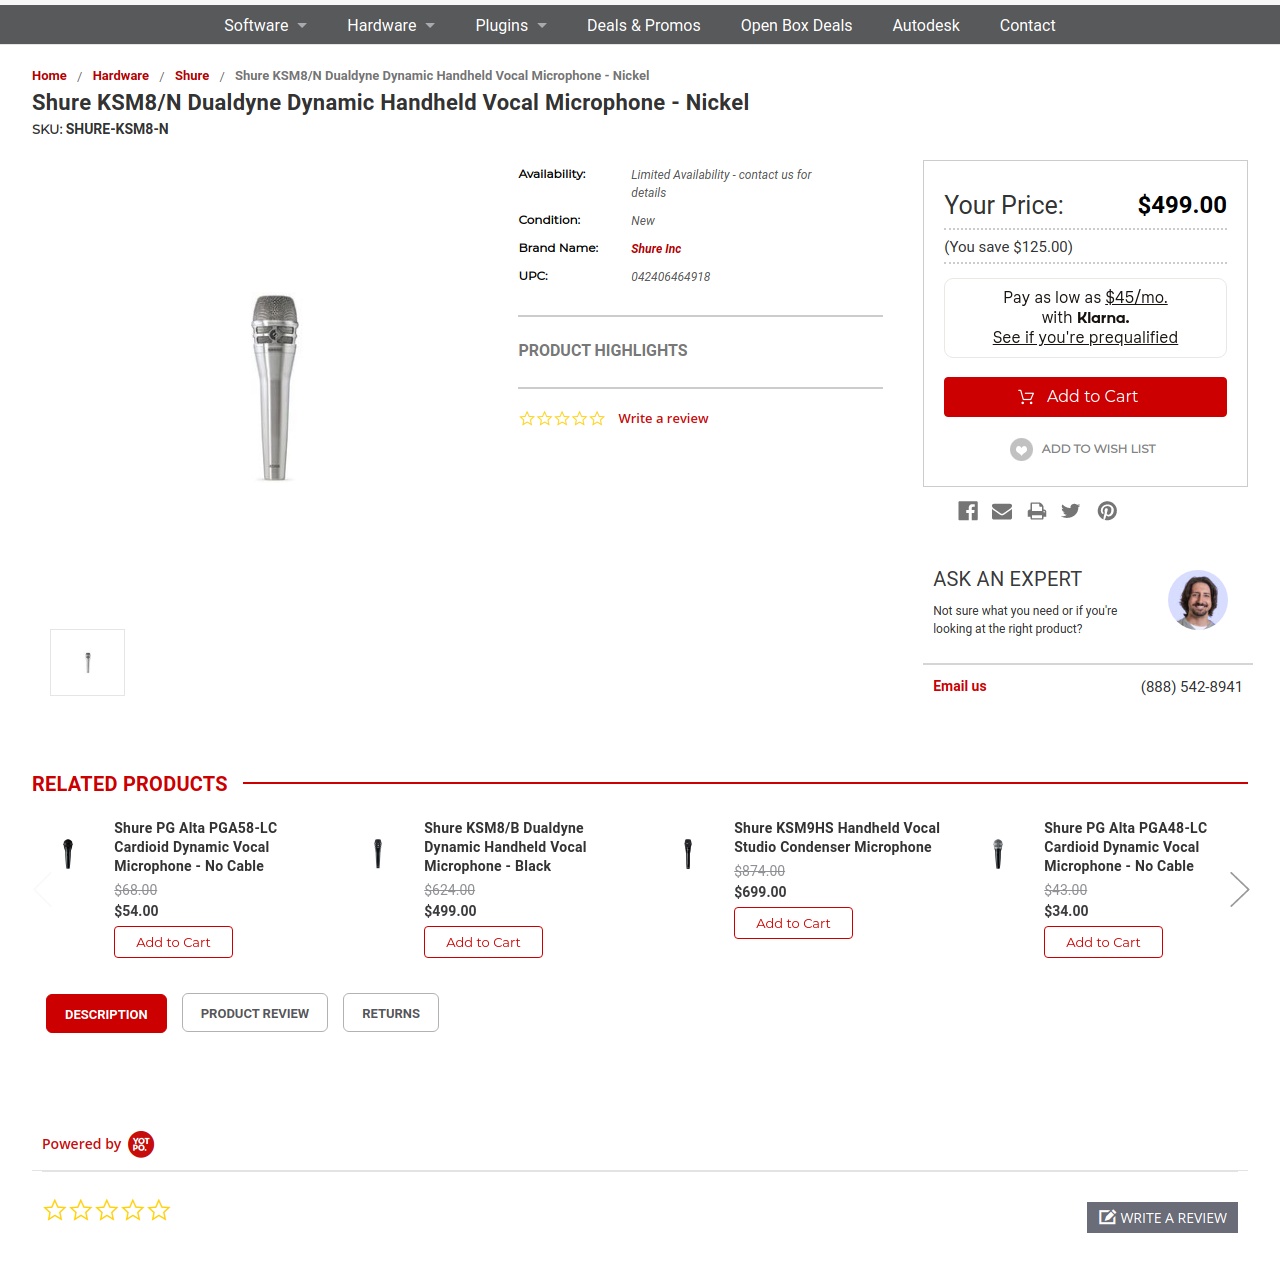 Software Hardware Plugins Deals & Promos Open Box Deals Autodesk Contact
Home / Hardware / Shure / Shure KSM8/N Dualdyne Dynamic Handheld Vocal Microphone - Nickel
Shure KSM8/N Dualdyne Dynamic Handheld Vocal Microphone - Nickel
SKU: SHURE-KSM8-N
Availability: Limited Availability - contact us for
details
Condition: New
Brand Name: Shure Inc
UPC: 042406464918
PRODUCT HIGHLIGHTS
Write a review
Your Price: $499.00
(You save $125.00)
Pay as low as $45/mo.
with Klarna.
See if you're prequalified
Add to Cart
ADD TO WISH LIST
ASK AN EXPERT
Not sure what you need or if you're
looking at the right product?
Email us (888) 542-8941
RELATED PRODUCTS
Shure PG Alta PGA58-LC
Cardioid Dynamic Vocal
Microphone - No Cable
$68.00
$54.00
Add to Cart
Shure KSM8/B Dualdyne
Dynamic Handheld Vocal
Microphone - Black
$624.00
$499.00
Add to Cart
Shure KSM9HS Handheld Vocal
Studio Condenser Microphone
$874.00
$699.00
Add to Cart
Shure PG Alta PGA48-LC
Cardioid Dynamic Vocal
Microphone - No Cable
$43.00
$34.00
Add to Cart
DESCRIPTION PRODUCT REVIEW RETURNS
Powered by YOTPO.
WRITE A REVIEW